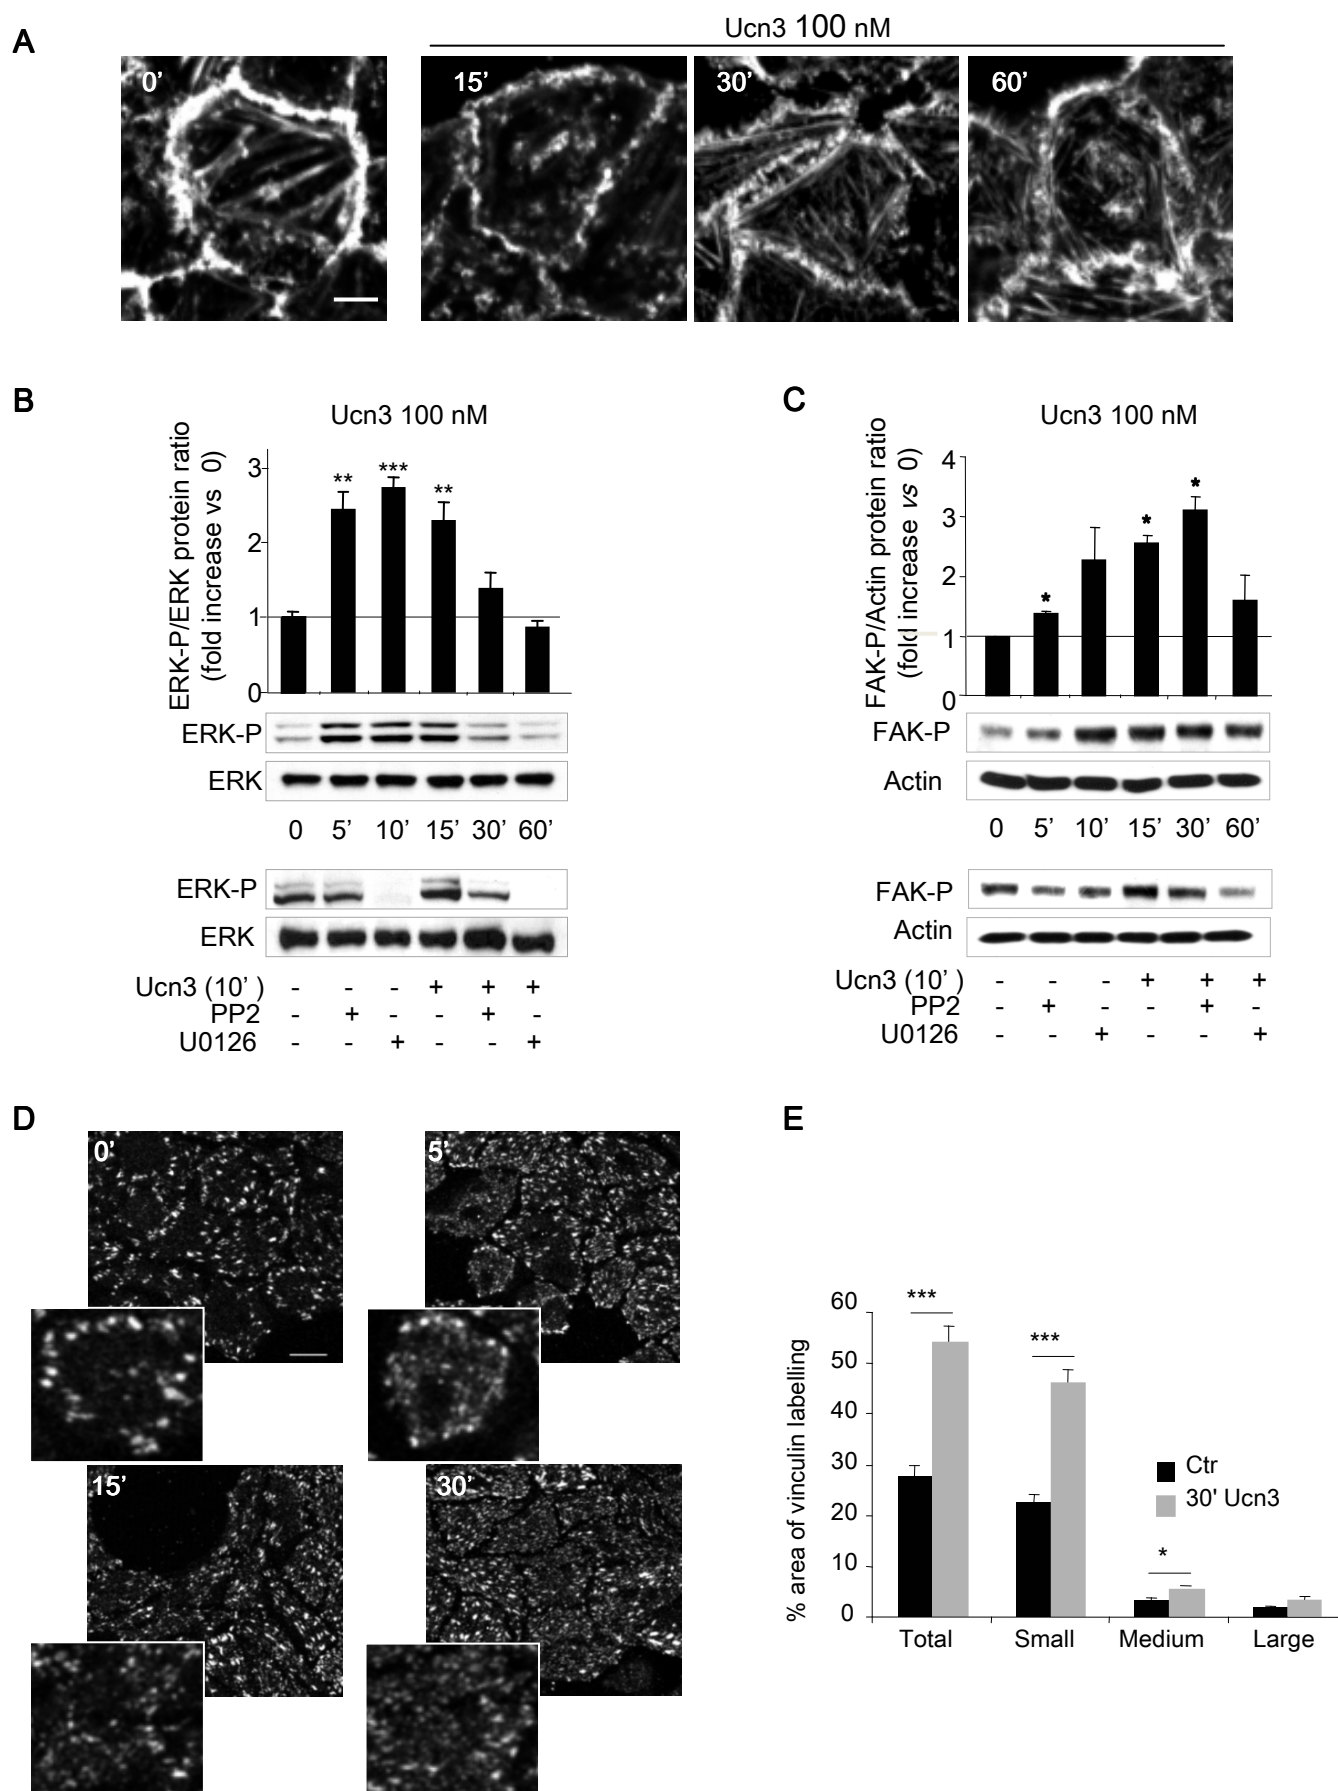 A
Ucn3 100 nM
0’ 15’ 30’ 60’
B
Ucn3 100 nM
ERK-P/ERK protein ratio
(fold increase vs 0)
3
2
1
0
** *** **
ERK-P
ERK
0 5’ 10’ 15’ 30’ 60’
ERK-P
ERK
Ucn3 (10’ ) - - - + + +
PP2 - + - - + -
U0126 - - + - - +
C
Ucn3 100 nM
FAK-P/Actin protein ratio
(fold increase vs 0)
4
3
2
1
0
* * *
FAK-P
Actin
0 5’ 10’ 15’ 30’ 60’
FAK-P
Actin
Ucn3 (10’ ) - - - + + +
PP2 - + - - + -
U0126 - - + - - +
D
0’ 5’
15’ 30’
E
% area of vinculin labelling
60
50
40
30
20
10
0
*** *** *
Ctr
30' Ucn3
Total Small Medium Large